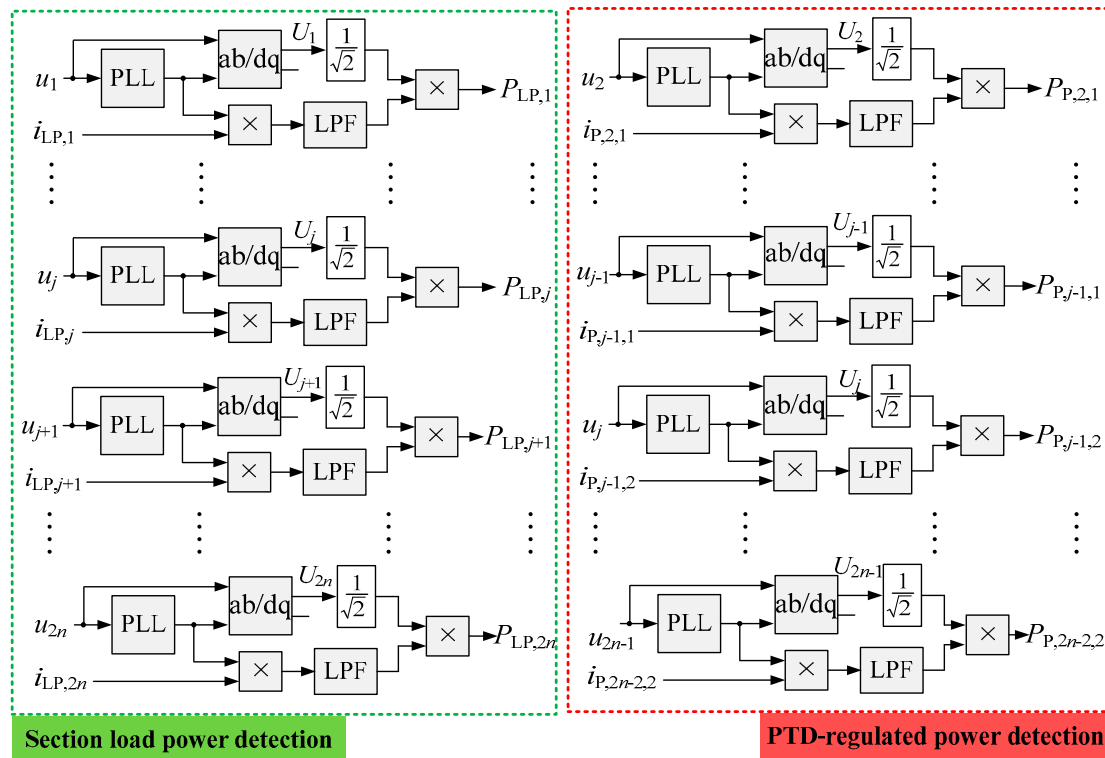 U1 1/√2
ab/dq
u1 PLL × PLP,1
× LPF
iLP,1
Uj 1/√2
ab/dq
uj PLL × PLP,j
× LPF
iLP,j
Uj+1 1/√2
ab/dq
uj+1 PLL × PLP,j+1
× LPF
iLP,j+1
U2n 1/√2
ab/dq
u2n PLL × PLP,2n
× LPF
iLP,2n
Section load power detection
U2 1/√2
ab/dq
u2 PLL × PP,2,1
× LPF
iP,2,1
Uj-1 1/√2
ab/dq
uj-1 PLL × PP,j-1,1
× LPF
iP,j-1,1
Uj 1/√2
ab/dq
uj PLL × PP,j-1,2
× LPF
iP,j-1,2
U2n-1 1/√2
ab/dq
u2n-1 PLL × PP,2n-2,2
× LPF
iP,2n-2,2
PTD-regulated power detection